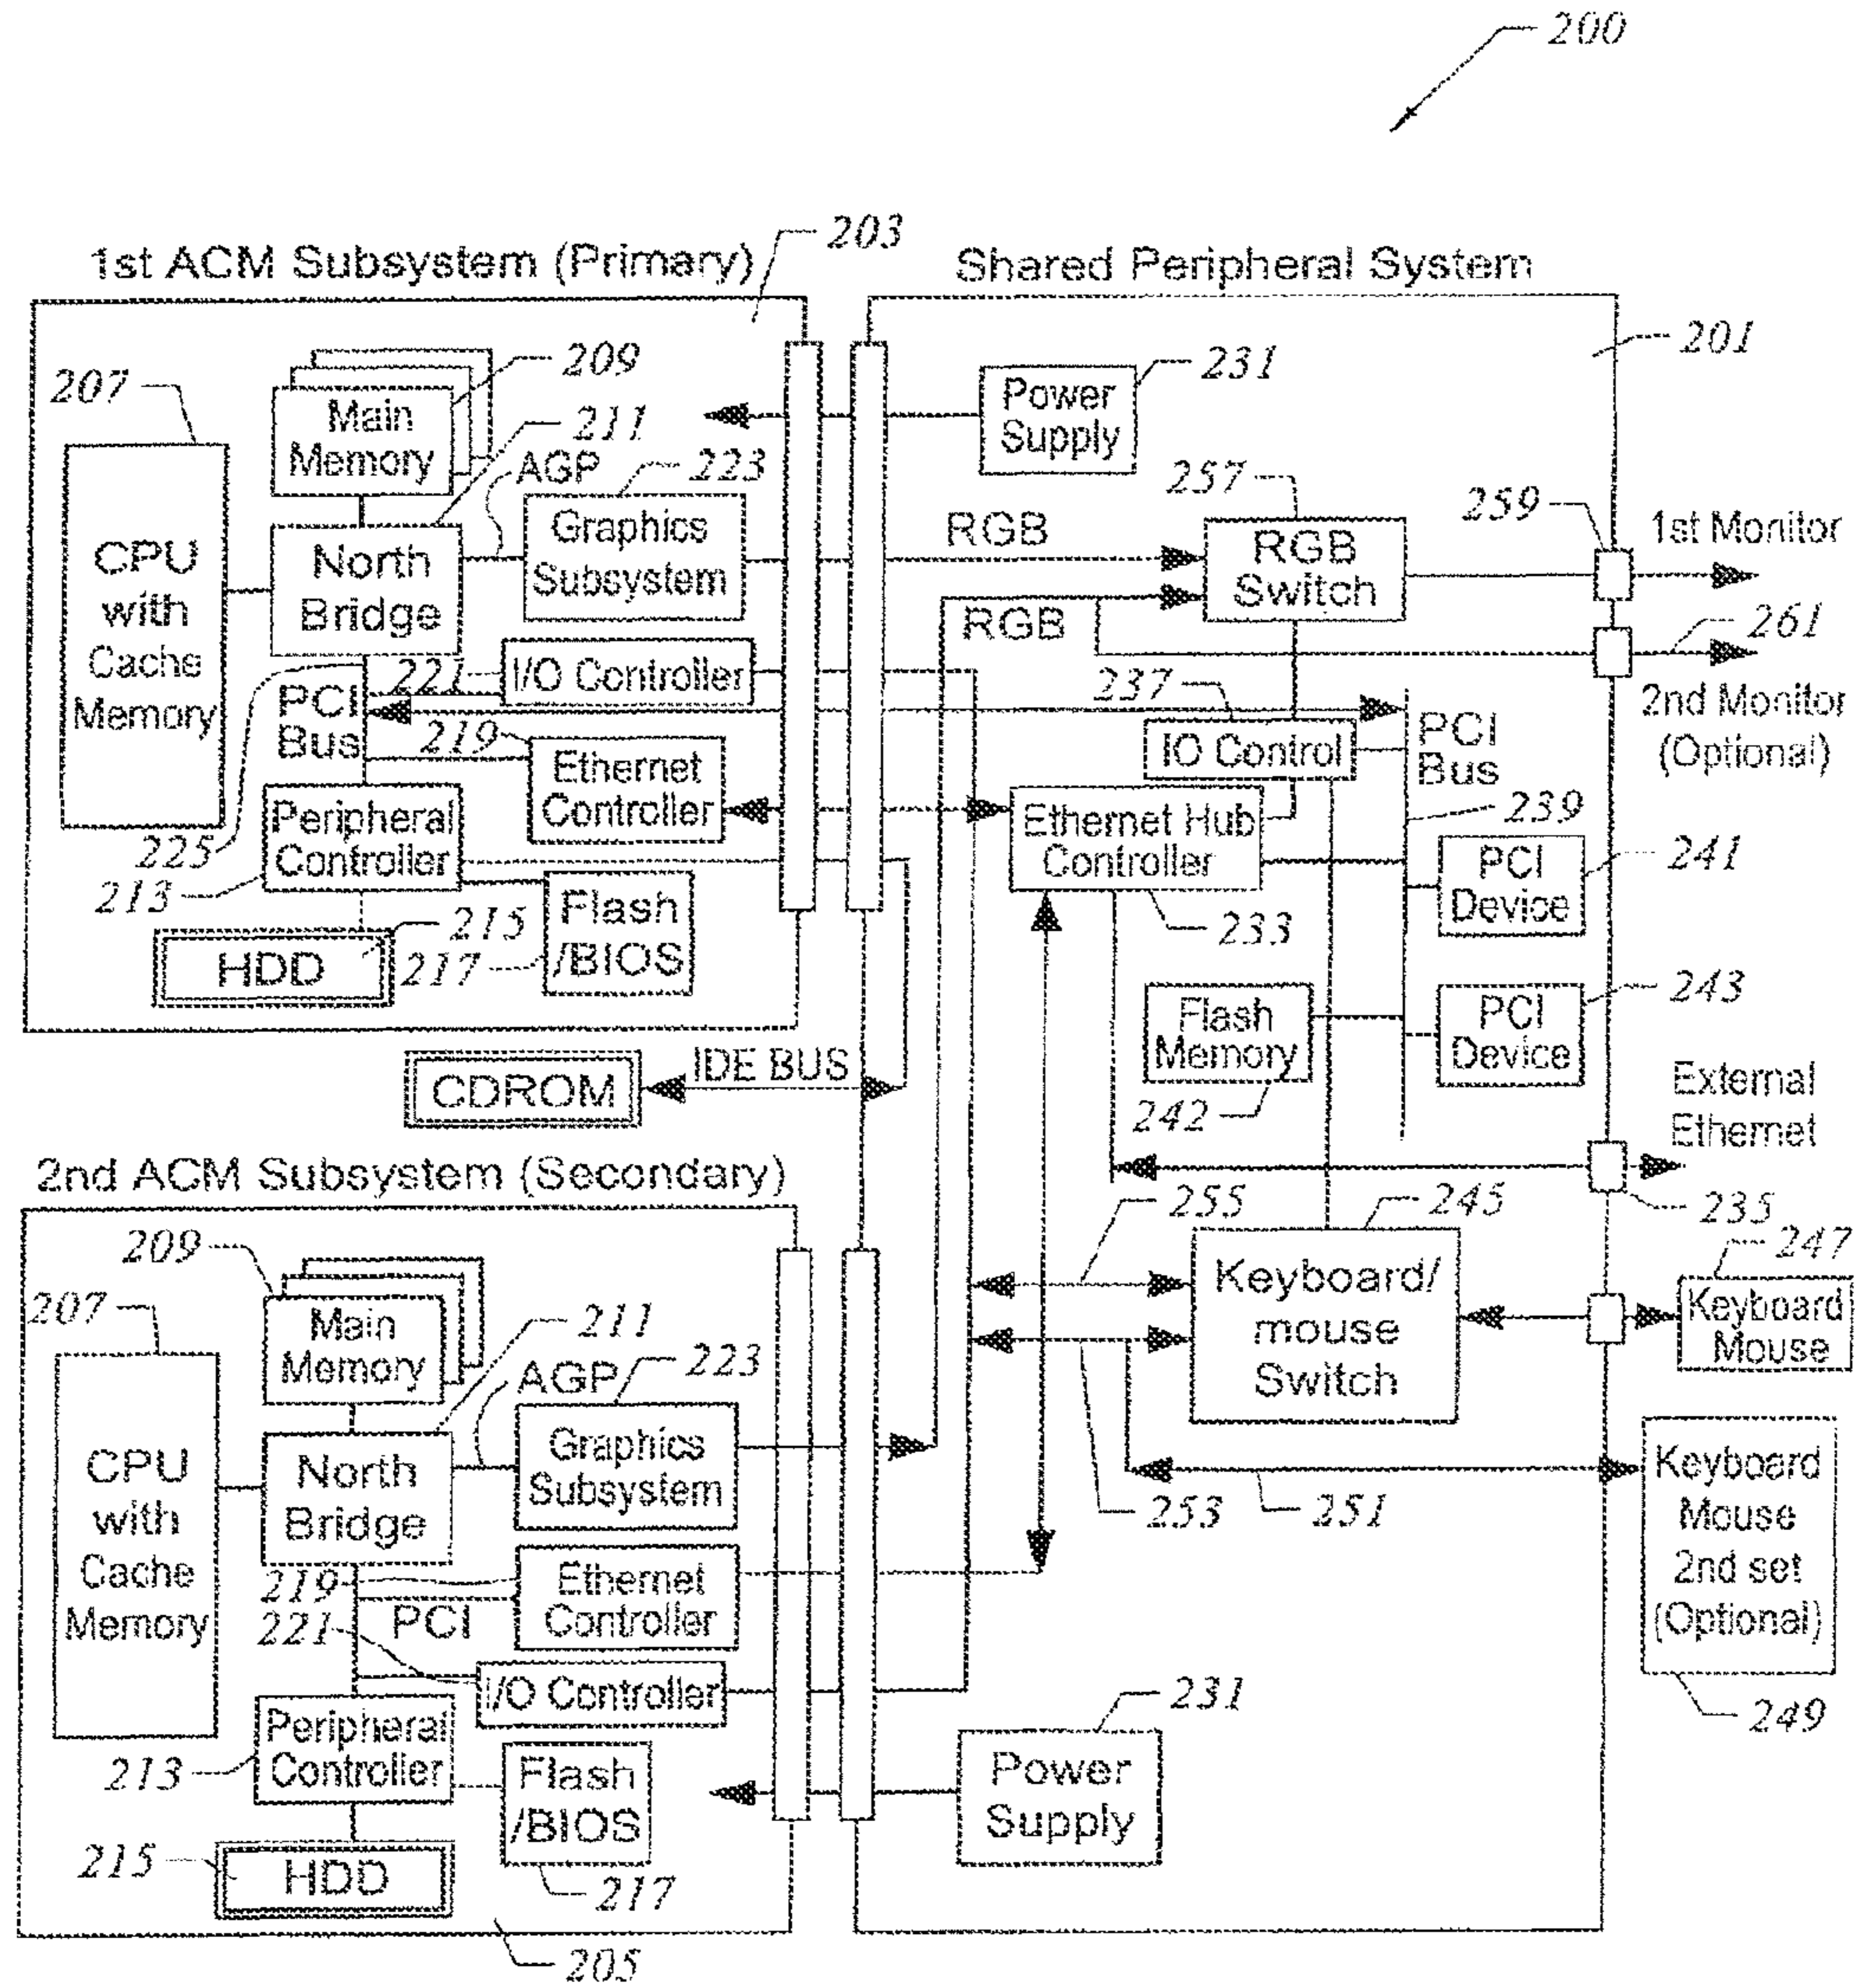 200
1st ACM Subsystem (Primary)
203
207
Main
Memory
209
211
AGP
223
CPU
with
Cache
Memory
North
Bridge
Graphics
Subsystem
221
I/O Controller
PCI
Bus
219
Ethernet
Controller
Peripheral
Controller
225
213
HDD
215
217
Flash
/BIOS
CDROM
IDE BUS
Shared Peripheral System
201
Power
Supply
231
257
RGB
RGB
RGB
Switch
259
1st Monitor
261
2nd Monitor
(Optional)
237
IO Control
PCI
Bus
239
Ethernet Hub
Controller
233
PCI
Device
241
Flash
Memory
242
PCI
Device
243
External
Ethernet
235
255
245
Keyboard/
mouse
Switch
247
Keyboard
Mouse
253
251
Keyboard
Mouse
2nd set
(Optional)
249
231
Power
Supply
2nd ACM Subsystem (Secondary)
209
207
Main
Memory
211
AGP
223
CPU
with
Cache
Memory
North
Bridge
Graphics
Subsystem
219
PCI
Ethernet
Controller
221
I/O Controller
Peripheral
Controller
213
Flash
/BIOS
215
HDD
217
205